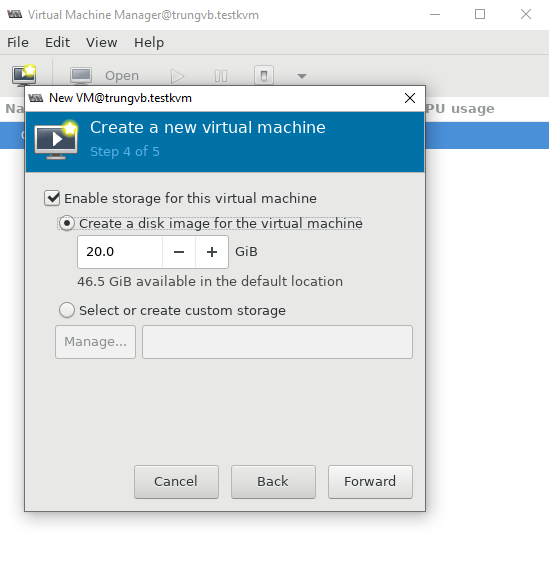 Virtual Machine Manager@trungvb.testkvm
File Edit View Help
Open
Na PU usage
New VM@trungvb.testkvm
Create a new virtual machine
Step 4 of 5
Enable storage for this virtual machine
Create a disk image for the virtual machine
20.0 − + GiB
46.5 GiB available in the default location
Select or create custom storage
Manage...
Cancel Back Forward